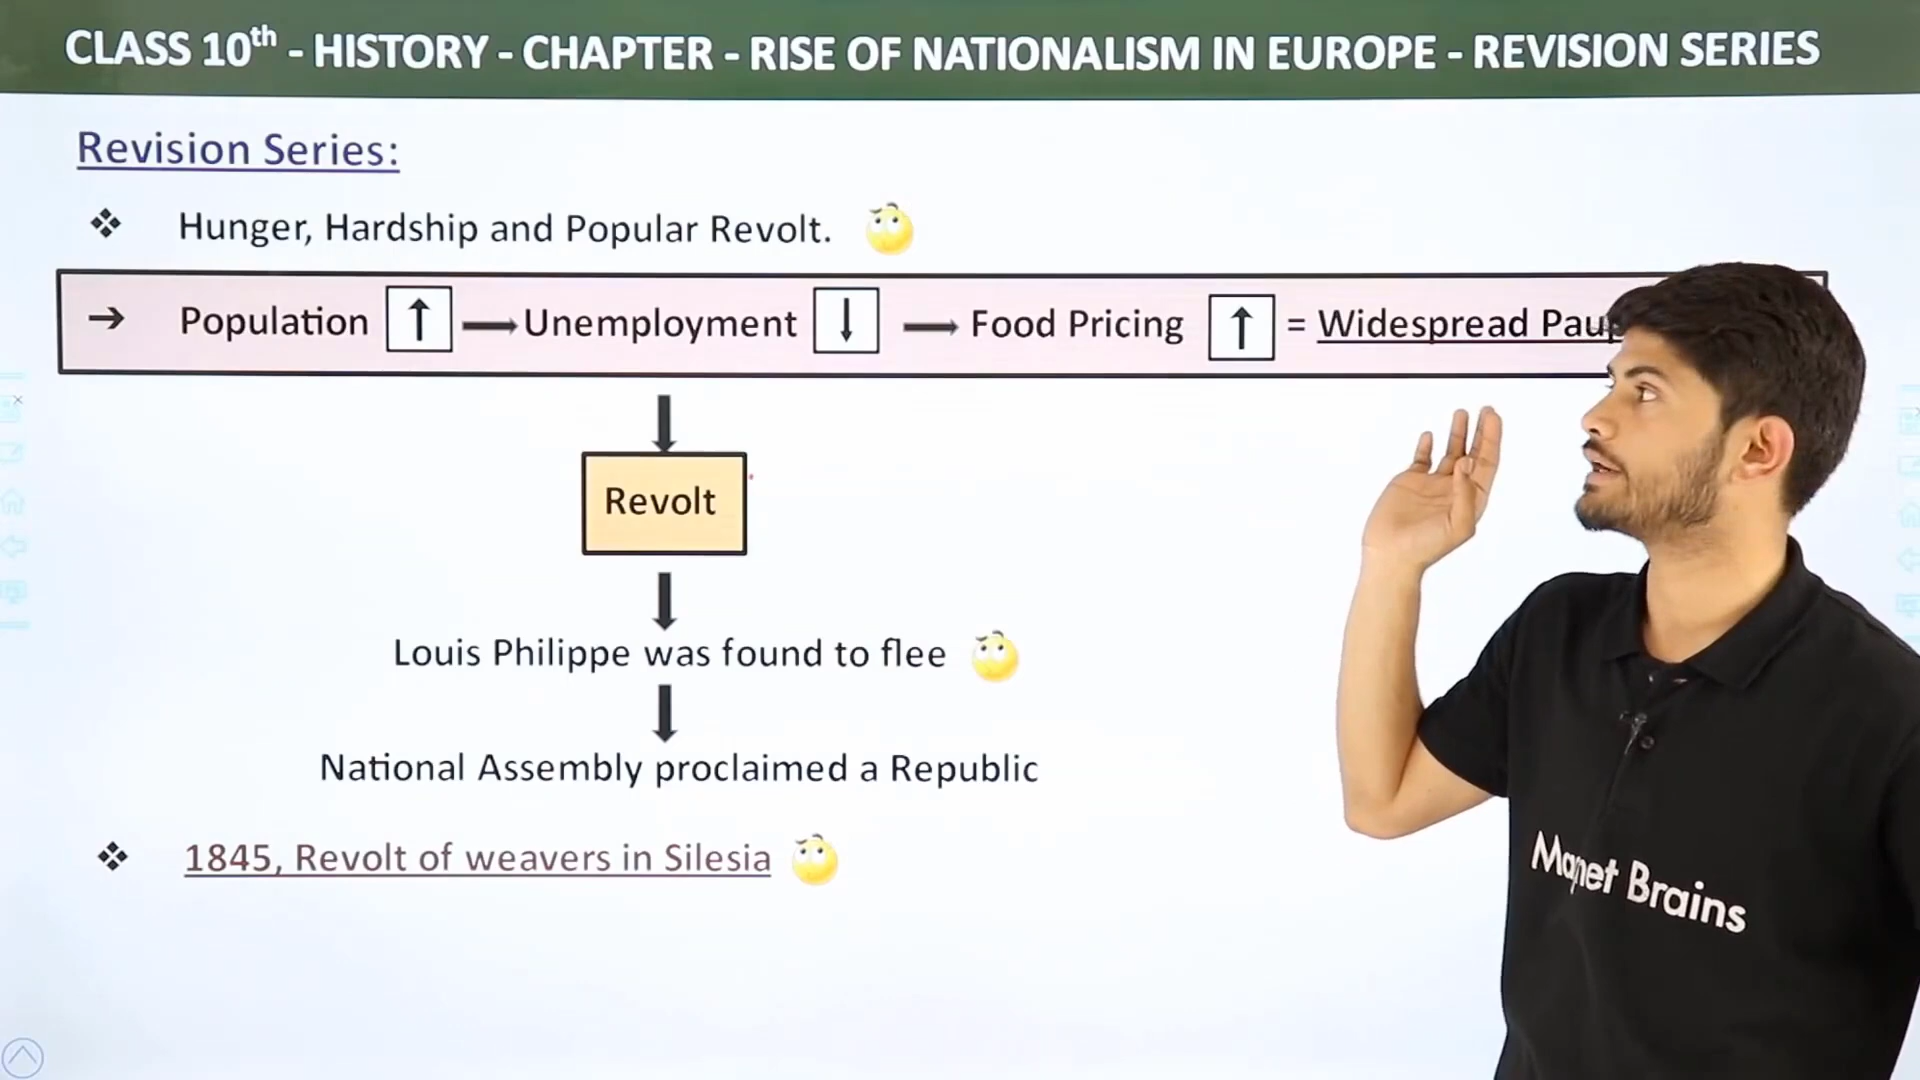 CLASS 10th - HISTORY - CHAPTER - RISE OF NATIONALISM IN EUROPE - REVISION SERIES
Revision Series:
❖ Hunger, Hardship and Popular Revolt.
→ Population ↑ → Unemployment ↓ → Food Pricing ↑ = Widespread
Revolt
Louis Philippe was found to flee
National Assembly proclaimed a Republic
❖ 1845, Revolt of weavers in Silesia
Magnet Brains